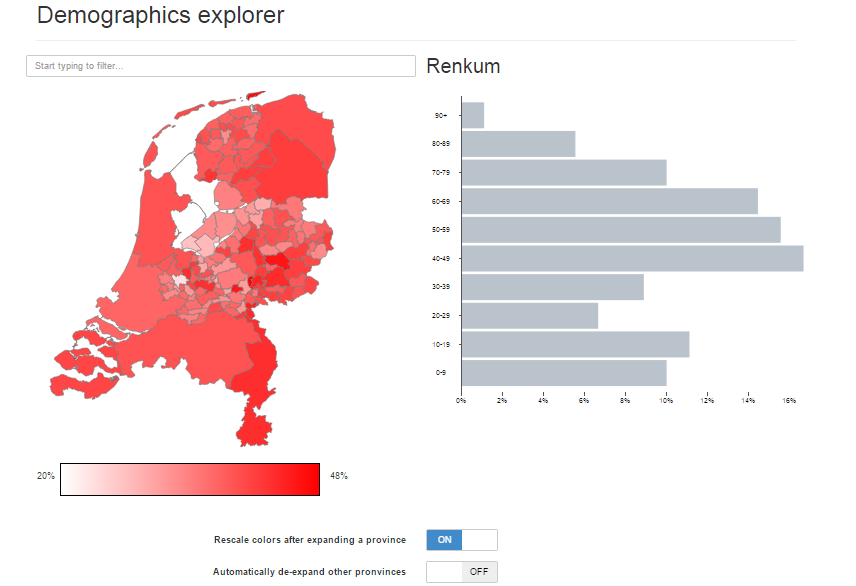 Demographics explorer
Start typing to filter...
Renkum
90+
80-89
70-79
60-69
50-59
40-49
30-39
20-29
10-19
0-9
0% 2% 4% 6% 8% 10% 12% 14% 16%
20% 48%
Rescale colors after expanding a province ON
Automatically de-expand other pronvinces OFF